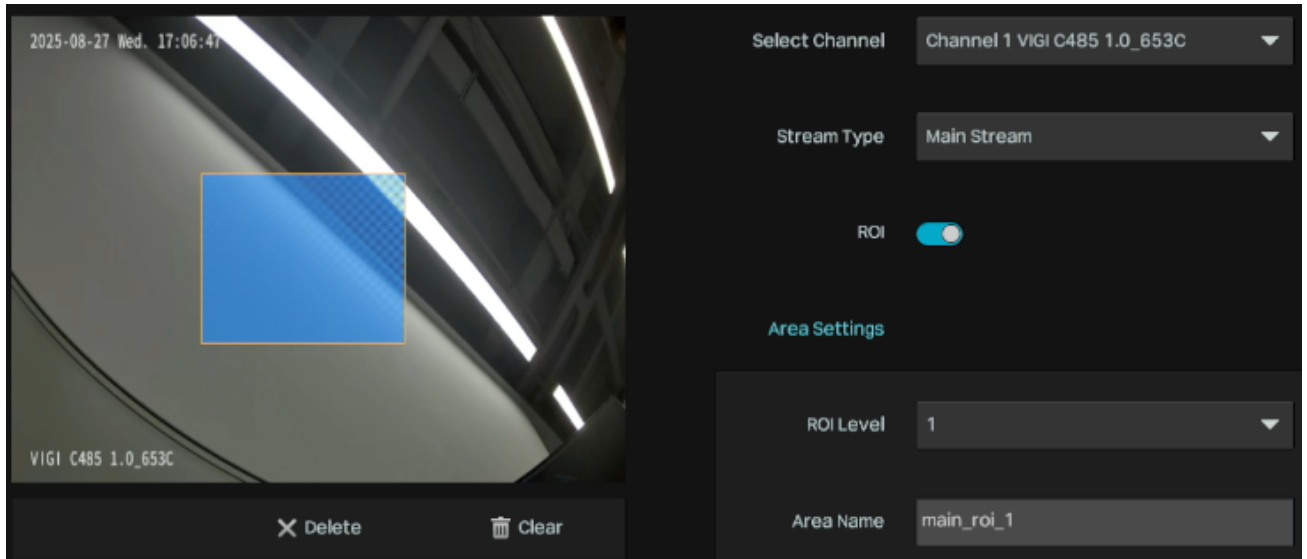 2025-08-27 Wed. 17:06:47
VIGI C485 1.0_653C
Delete
Clear
Select Channel
Channel 1 VIGI C485 1.0_653C
Stream Type
Main Stream
ROI
Area Settings
ROI Level
1
Area Name
main_roi_1